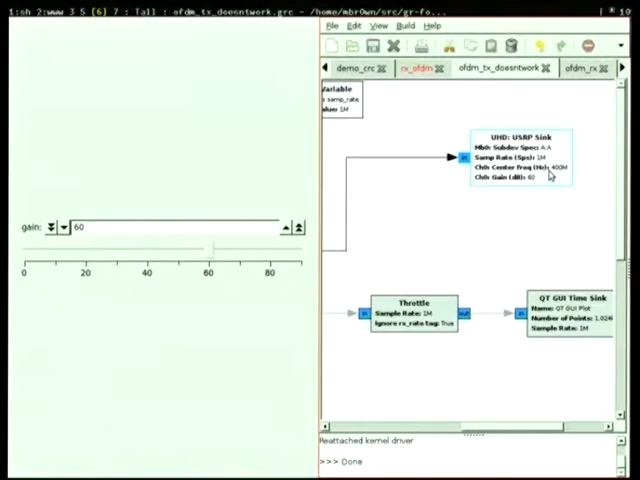 1:sh 2:www 3 5 [6] 7 : Tall : ofdm_tx_doesntwork.grc - /home/mbr0wn/src/gr-fo...
File Edit View Build Help
demo_crc rx_ofdm ofdm_tx_doesntwork ofdm_rx
Variable
samp_rate
1M
UHD: USRP Sink
Mb0: Subdev Spec: A:A
Samp Rate (Sps): 1M
Ch0: Center Freq (Hz): 400M
Ch0: Gain (dB): 60
in
gain: 60
0 20 40 60 80
Throttle
Sample Rate: 1M
Ignore rx_rate tag: True
in
out
in
QT GUI Time Sink
Name: QT GUI Plot
Number of Points: 1.024
Sample Rate: 1M
Reattached kernel driver
>>> Done